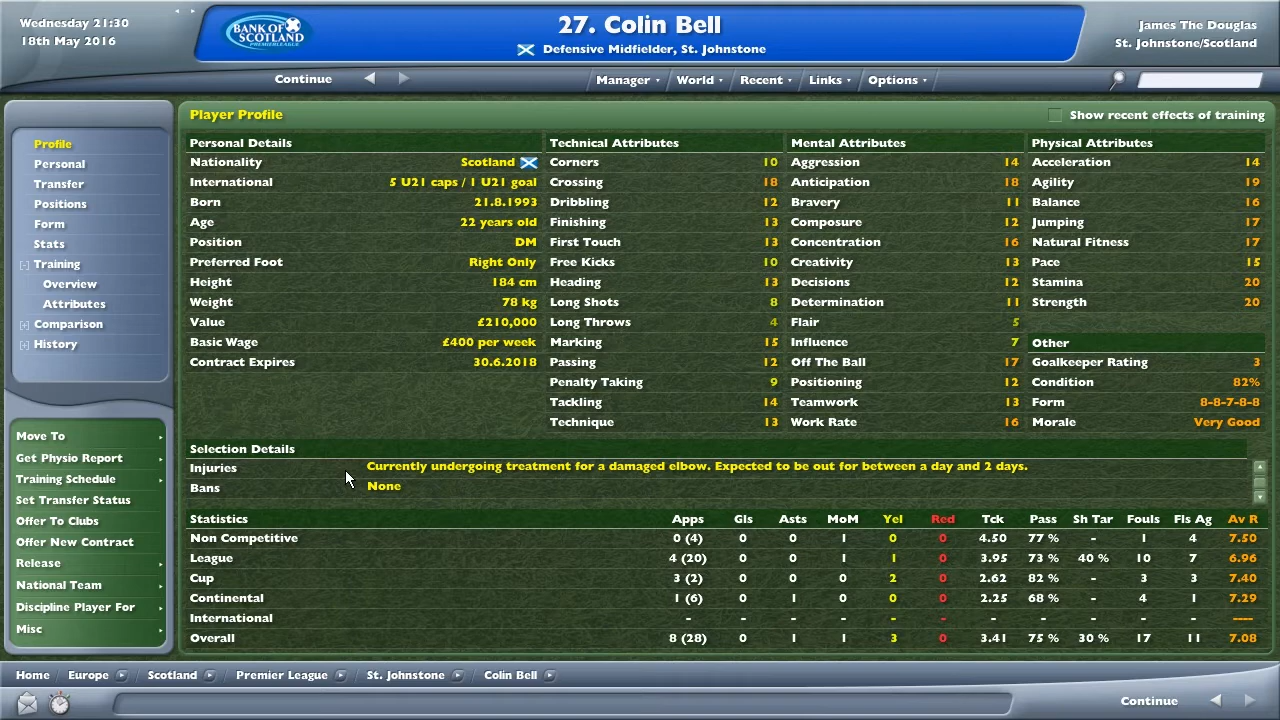 Wednesday 21:30
18th May 2016
BANK OF
SCOTLAND
PREMIERLEAGUE
27. Colin Bell
Defensive Midfielder, St. Johnstone
James The Douglas
St. Johnstone/Scotland
Continue
Manager World Recent Links Options
Profile
Personal
Transfer
Positions
Form
Stats
Training
Overview
Attributes
Comparison
History
Move To
Get Physio Report
Training Schedule
Set Transfer Status
Offer To Clubs
Offer New Contract
Release
National Team
Discipline Player For
Misc
Player Profile
Show recent effects of training
Personal Details
Nationality Scotland
International 5 U21 caps / 1 U21 goal
Born 21.8.1993
Age 22 years old
Position DM
Preferred Foot Right Only
Height 184 cm
Weight 78 kg
Value £210,000
Basic Wage £400 per week
Contract Expires 30.6.2018
Technical Attributes
Corners 10
Crossing 18
Dribbling 12
Finishing 13
First Touch 13
Free Kicks 10
Heading 13
Long Shots 8
Long Throws 4
Marking 15
Passing 12
Penalty Taking 9
Tackling 14
Technique 13
Mental Attributes
Aggression 14
Anticipation 18
Bravery 11
Composure 12
Concentration 16
Creativity 13
Decisions 12
Determination 11
Flair 5
Influence 7
Off The Ball 17
Positioning 12
Teamwork 13
Work Rate 16
Physical Attributes
Acceleration 14
Agility 19
Balance 16
Jumping 17
Natural Fitness 17
Pace 15
Stamina 20
Strength 20
Other
Goalkeeper Rating 3
Condition 82%
Form 8-8-7-8-8
Morale Very Good
Selection Details
Injuries Currently undergoing treatment for a damaged elbow. Expected to be out for between a day and 2 days.
Bans None
Statistics Apps Gls Asts MoM Yel Red Tck Pass Sh Tar Fouls Fls Ag Av R
Non Competitive 0 (4) 0 0 1 0 0 4.50 77 % - 1 4 7.50
League 4 (20) 0 0 1 1 0 3.95 73 % 40 % 10 7 6.96
Cup 3 (2) 0 0 0 2 0 2.62 82 % - 3 3 7.40
Continental 1 (6) 0 1 0 0 0 2.25 68 % - 4 1 7.29
International - - - - - - - - - - - ----
Overall 8 (28) 0 1 1 3 0 3.41 75 % 30 % 17 11 7.08
Home Europe Scotland Premier League St. Johnstone Colin Bell
Continue